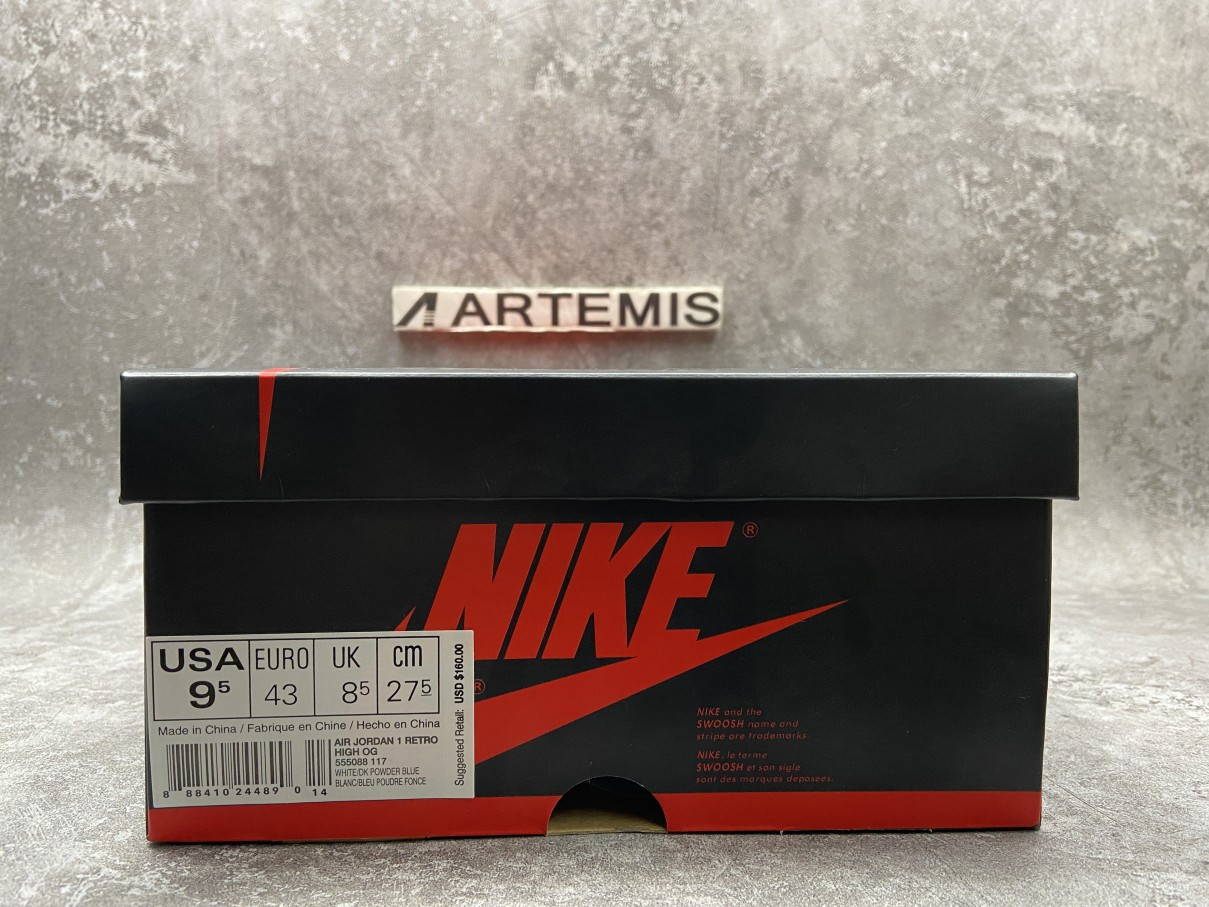 ARTEMIS
NIKE ®
USA EURO UK cm
9⁵ 43 8⁵ 27⁵
Made in China / Fabrique en Chine / Hecho en China
AIR JORDAN 1 RETRO
HIGH OG
555088 117
WHITE/DK POWDER BLUE
BLANC/BLEU POUDRE FONCE
8 88410 24489 0 14
Suggested Retail: USD $160.00
®
NIKE and the
SWOOSH name and
stripe are trademarks.
NIKE, le terme
SWOOSH et son sigle
sont des marques deposees.